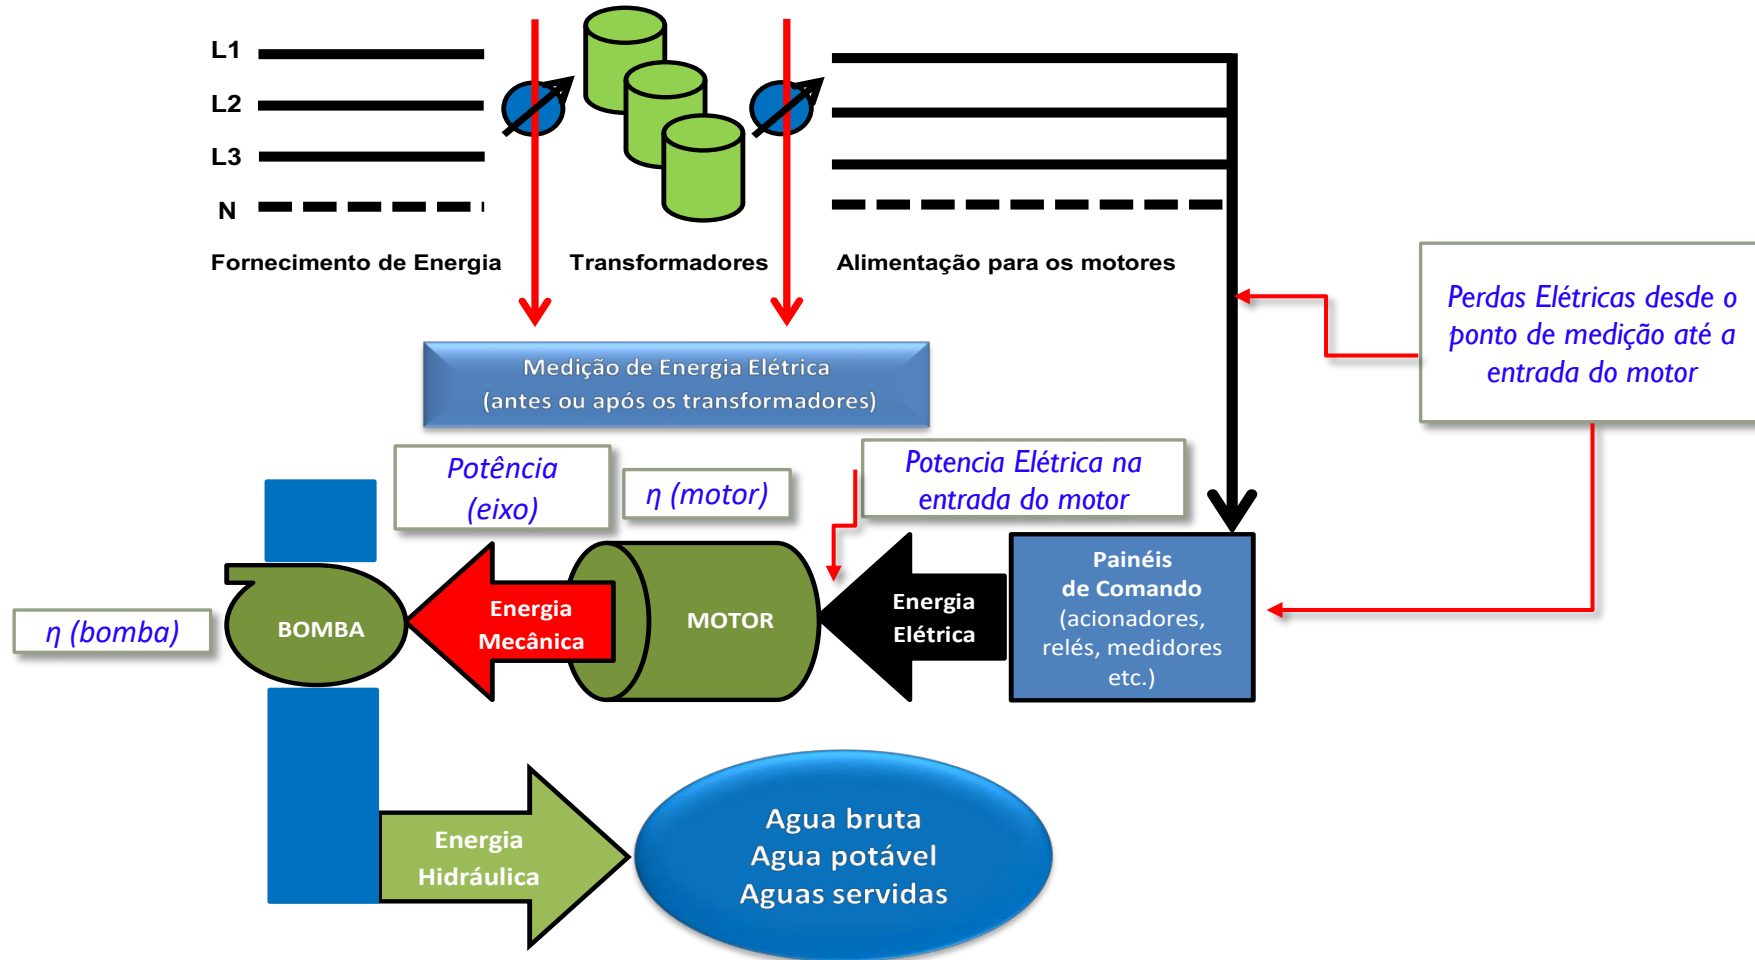 L1
L2
L3
N
Fornecimento de Energia
Transformadores
Alimentação para os motores
Perdas Elétricas desde o
ponto de medição até a
entrada do motor
Medição de Energia Elétrica
(antes ou após os transformadores)
Potência
(eixo)
η (motor)
Potencia Elétrica na
entrada do motor
η (bomba)
BOMBA
Energia
Mecânica
MOTOR
Energia
Elétrica
Painéis
de Comando
(acionadores,
relés, medidores
etc.)
Energia
Hidráulica
Agua bruta
Agua potável
Aguas servidas